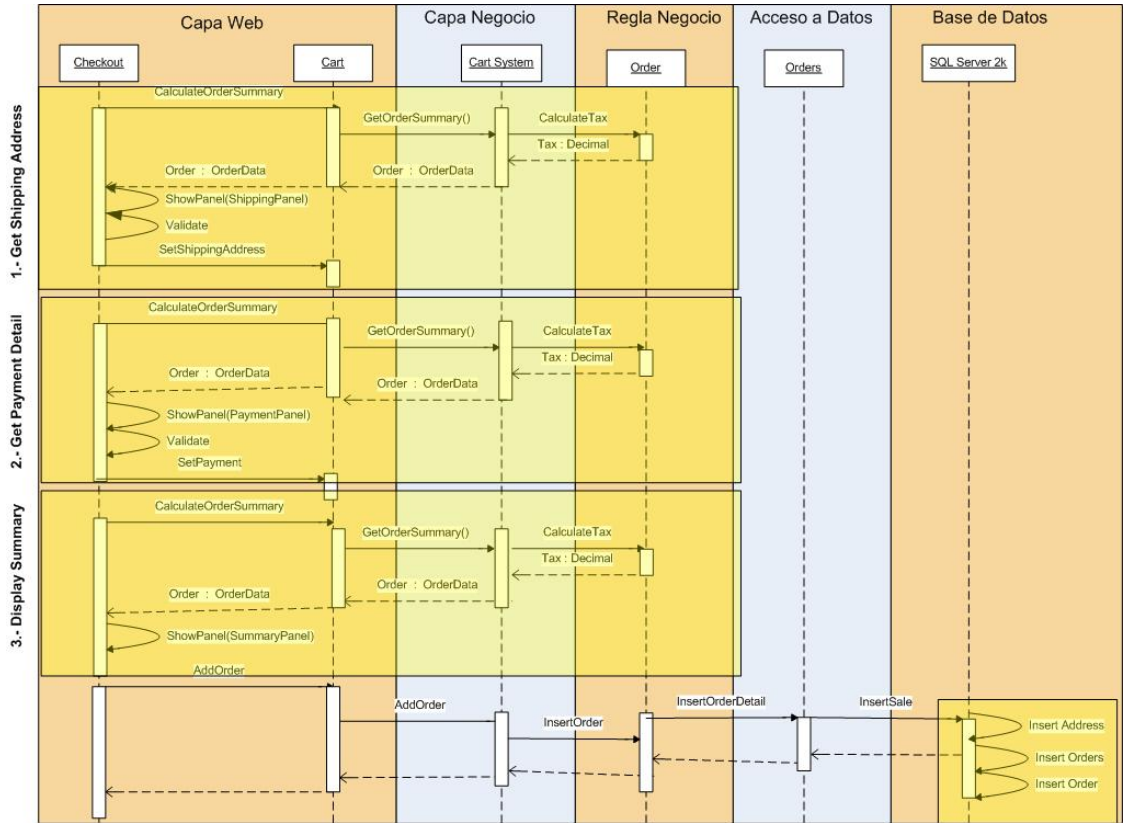 Capa Web
Capa Negocio
Regla Negocio
Acceso a Datos
Base de Datos
Checkout
Cart
Cart System
Order
Orders
SQL Server 2k
1.- Get Shipping Address
CalculateOrderSummary
GetOrderSummary()
CalculateTax
Tax : Decimal
Order : OrderData
Order : OrderData
ShowPanel(ShippingPanel)
Validate
SetShippingAddress
2.- Get Payment Detail
CalculateOrderSummary
GetOrderSummary()
CalculateTax
Tax : Decimal
Order : OrderData
Order : OrderData
ShowPanel(PaymentPanel)
Validate
SetPayment
3.- Display Summary
CalculateOrderSummary
GetOrderSummary()
CalculateTax
Tax : Decimal
Order : OrderData
Order : OrderData
ShowPanel(SummaryPanel)
AddOrder
AddOrder
InsertOrder
InsertOrderDetail
InsertSale
Insert Address
Insert Orders
Insert Order